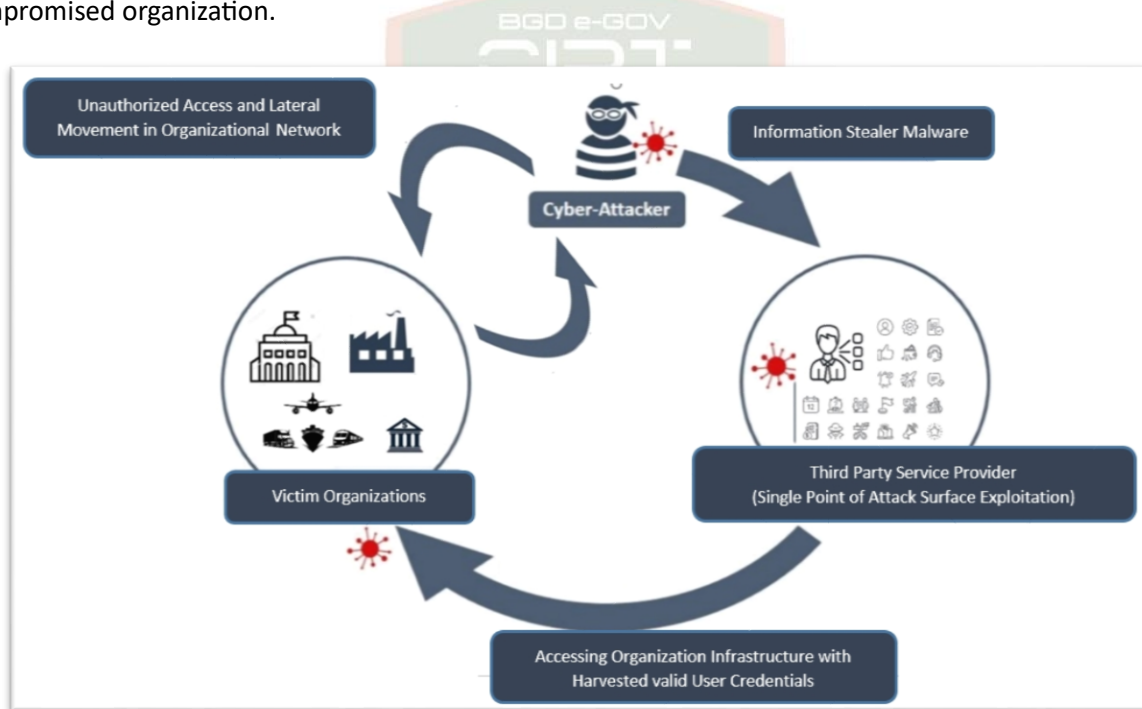 promised organization.
BGD e-GOV
CIRT
Unauthorized Access and Lateral
Movement in Organizational Network
Information Stealer Malware
Cyber-Attacker
Victim Organizations
Third Party Service Provider
(Single Point of Attack Surface Exploitation)
Accessing Organization Infrastructure with
Harvested valid User Credentials